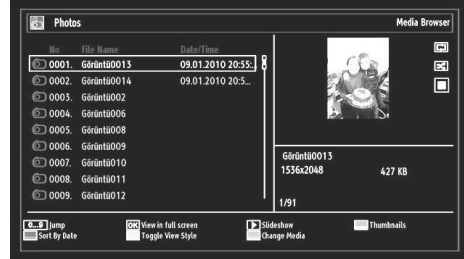 Photos Media Browser
No File Name Date/Time
0001. Görüntü0013 09.01.2010 20:55:
0002. Görüntü0014 09.01.2010 20:5...
0003. Görüntü002
0004. Görüntü006
0005. Görüntü008
0006. Görüntü009
0007. Görüntü010
0008. Görüntü011
0009. Görüntü012
Görüntü0013
1536x2048 427 KB
1/91
0...9 Jump OK View in full screen Slideshow Thumbnails
Sort By Date Toggle View Style Change Media